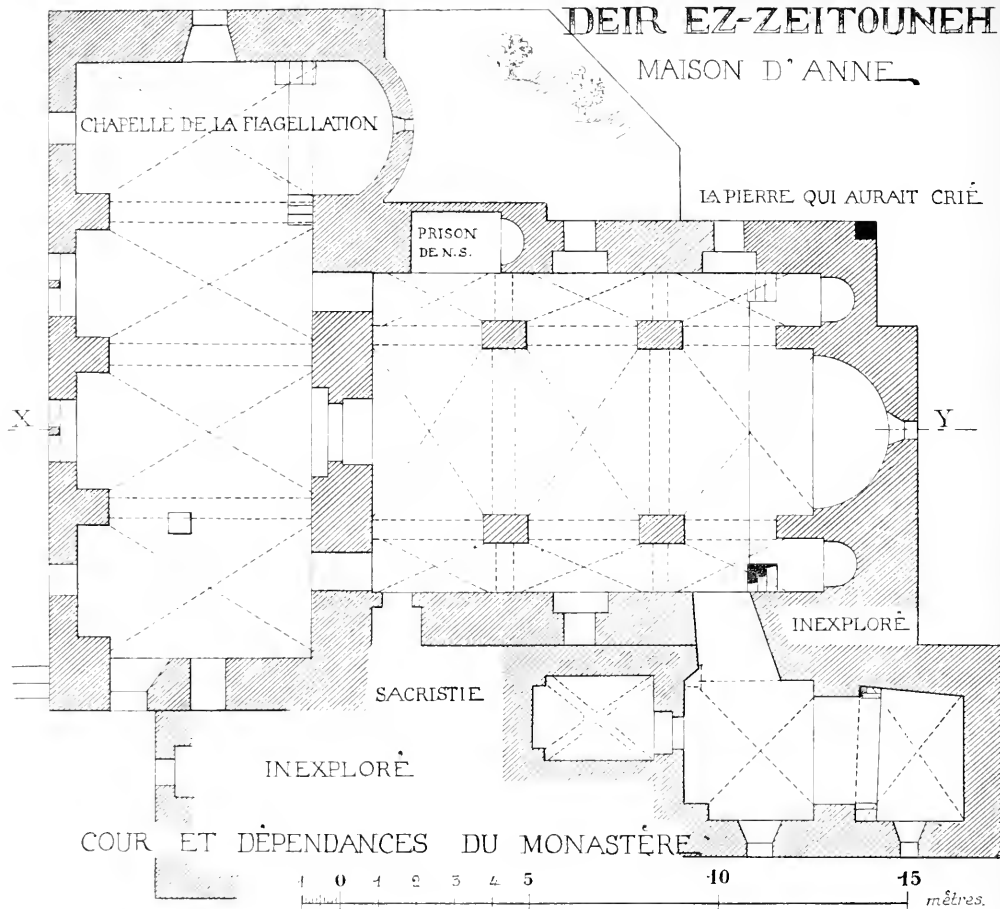 DEIR EZ-ZEITOUNEH
MAISON D'ANNE
CHAPELLE DE LA FLAGELLATION
LA PIERRE QUI AURAIT CRIÉ
PRISON
DE N.S.
X
Y
INEXPLORÉ
SACRISTIE
INEXPLORÉ
COUR ET DÉPENDANCES DU MONASTÈRE
1 0 1 2 3 4 5 10 15
mètres.